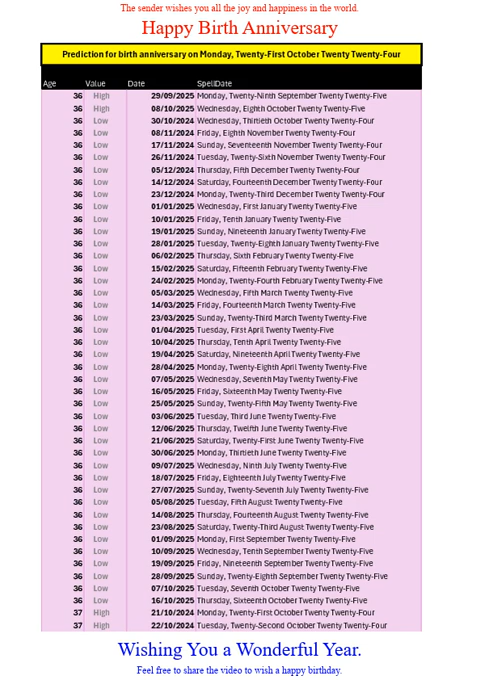 The sender wishes you all the joy and happiness in the world.
Happy Birth Anniversary
Prediction for birth anniversary on Monday, Twenty-First October Twenty Twenty-Four
Age Value Date SpellDate
36 High 29/09/2025 Monday, Twenty-Ninth September Twenty Twenty-Five
36 High 08/10/2025 Wednesday, Eighth October Twenty Twenty-Five
36 Low 30/10/2024 Wednesday, Thirtieth October Twenty Twenty-Four
36 Low 08/11/2024 Friday, Eighth November Twenty Twenty-Four
36 Low 17/11/2024 Sunday, Seventeenth November Twenty Twenty-Four
36 Low 26/11/2024 Tuesday, Twenty-Sixth November Twenty Twenty-Four
36 Low 05/12/2024 Thursday, Fifth December Twenty Twenty-Four
36 Low 14/12/2024 Saturday, Fourteenth December Twenty Twenty-Four
36 Low 23/12/2024 Monday, Twenty-Third December Twenty Twenty-Four
36 Low 01/01/2025 Wednesday, First January Twenty Twenty-Five
36 Low 10/01/2025 Friday, Tenth January Twenty Twenty-Five
36 Low 19/01/2025 Sunday, Nineteenth January Twenty Twenty-Five
36 Low 28/01/2025 Tuesday, Twenty-Eighth January Twenty Twenty-Five
36 Low 06/02/2025 Thursday, Sixth February Twenty Twenty-Five
36 Low 15/02/2025 Saturday, Fifteenth February Twenty Twenty-Five
36 Low 24/02/2025 Monday, Twenty-Fourth February Twenty Twenty-Five
36 Low 05/03/2025 Wednesday, Fifth March Twenty Twenty-Five
36 Low 14/03/2025 Friday, Fourteenth March Twenty Twenty-Five
36 Low 23/03/2025 Sunday, Twenty-Third March Twenty Twenty-Five
36 Low 01/04/2025 Tuesday, First April Twenty Twenty-Five
36 Low 10/04/2025 Thursday, Tenth April Twenty Twenty-Five
36 Low 19/04/2025 Saturday, Nineteenth April Twenty Twenty-Five
36 Low 28/04/2025 Monday, Twenty-Eighth April Twenty Twenty-Five
36 Low 07/05/2025 Wednesday, Seventh May Twenty Twenty-Five
36 Low 16/05/2025 Friday, Sixteenth May Twenty Twenty-Five
36 Low 25/05/2025 Sunday, Twenty-Fifth May Twenty Twenty-Five
36 Low 03/06/2025 Tuesday, Third June Twenty Twenty-Five
36 Low 12/06/2025 Thursday, Twelfth June Twenty Twenty-Five
36 Low 21/06/2025 Saturday, Twenty-First June Twenty Twenty-Five
36 Low 30/06/2025 Monday, Thirtieth June Twenty Twenty-Five
36 Low 09/07/2025 Wednesday, Ninth July Twenty Twenty-Five
36 Low 18/07/2025 Friday, Eighteenth July Twenty Twenty-Five
36 Low 27/07/2025 Sunday, Twenty-Seventh July Twenty Twenty-Five
36 Low 05/08/2025 Tuesday, Fifth August Twenty Twenty-Five
36 Low 14/08/2025 Thursday, Fourteenth August Twenty Twenty-Five
36 Low 23/08/2025 Saturday, Twenty-Third August Twenty Twenty-Five
36 Low 01/09/2025 Monday, First September Twenty Twenty-Five
36 Low 10/09/2025 Wednesday, Tenth September Twenty Twenty-Five
36 Low 19/09/2025 Friday, Nineteenth September Twenty Twenty-Five
36 Low 28/09/2025 Sunday, Twenty-Eighth September Twenty Twenty-Five
36 Low 07/10/2025 Tuesday, Seventh October Twenty Twenty-Five
36 Low 16/10/2025 Thursday, Sixteenth October Twenty Twenty-Five
37 High 21/10/2024 Monday, Twenty-First October Twenty Twenty-Four
37 High 22/10/2024 Tuesday, Twenty-Second October Twenty Twenty-Four
Wishing You a Wonderful Year.
Feel free to share the video to wish a happy birthday.